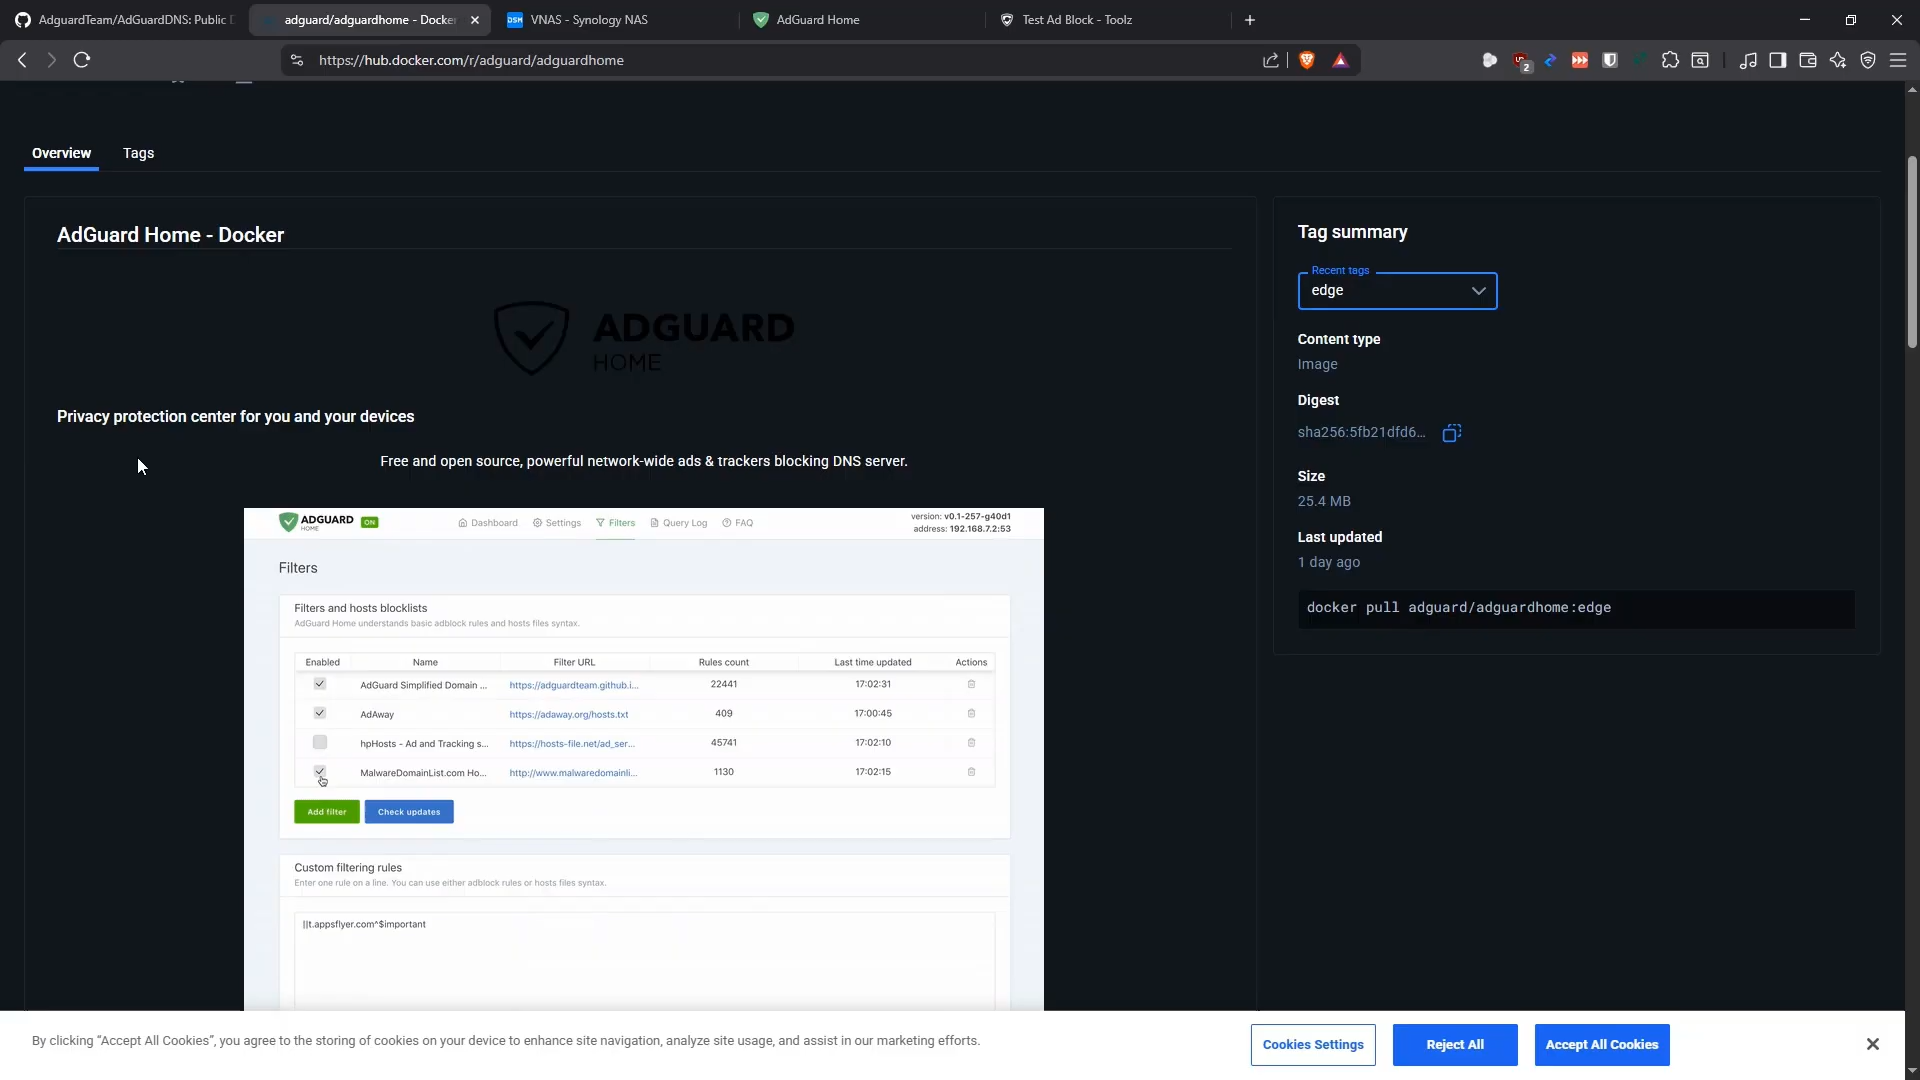 AdguardTeam/AdGuardDNS: Public D
adguard/adguardhome - Docker
DSM VNAS - Synology NAS
AdGuard Home
Test Ad Block - Toolz
https://hub.docker.com/r/adguard/adguardhome
2
Overview
Tags
AdGuard Home - Docker
ADGUARD
HOME
Privacy protection center for you and your devices
Free and open source, powerful network-wide ads & trackers blocking DNS server.
ADGUARD
HOME
ON
Dashboard
Settings
Filters
Query Log
FAQ
version: v0.1-257-g40d1
address: 192.168.7.2:53
Filters
Filters and hosts blocklists
AdGuard Home understands basic adblock rules and hosts files syntax.
Enabled Name Filter URL Rules count Last time updated Actions
AdGuard Simplified Domain ... https://adguardteam.github.i... 22441 17:02:31
AdAway https://adaway.org/hosts.txt 409 17:00:45
hpHosts - Ad and Tracking s... https://hosts-file.net/ad_ser... 45741 17:02:10
MalwareDomainList.com Ho... http://www.malwaredomainli... 1130 17:02:15
Add filter
Check updates
Custom filtering rules
Enter one rule on a line. You can use either adblock rules or hosts files syntax.
||t.appsflyer.com^$important
Tag summary
Recent tags
edge
Content type
Image
Digest
sha256:5fb21dfd6...
Size
25.4 MB
Last updated
1 day ago
docker pull adguard/adguardhome:edge
By clicking “Accept All Cookies”, you agree to the storing of cookies on your device to enhance site navigation, analyze site usage, and assist in our marketing efforts.
Cookies Settings
Reject All
Accept All Cookies